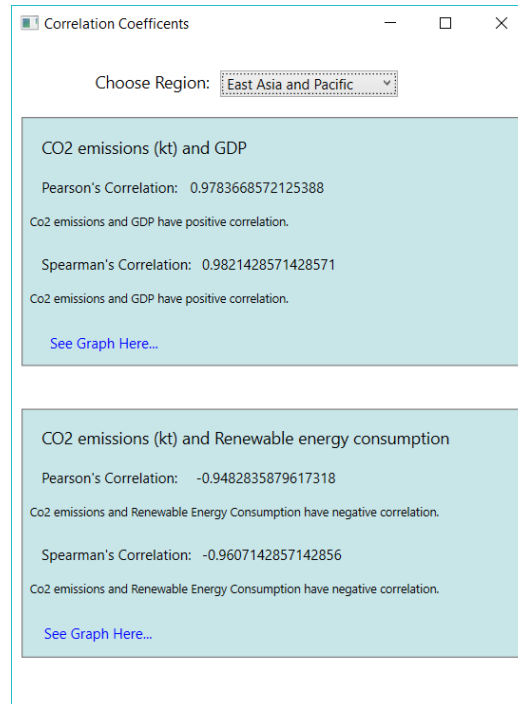 Correlation Coefficents
Choose Region: East Asia and Pacific
CO2 emissions (kt) and GDP
Pearson's Correlation: 0.9783668572125388
Co2 emissions and GDP have positive correlation.
Spearman's Correlation: 0.9821428571428571
Co2 emissions and GDP have positive correlation.
See Graph Here...
CO2 emissions (kt) and Renewable energy consumption
Pearson's Correlation: -0.9482835879617318
Co2 emissions and Renewable Energy Consumption have negative correlation.
Spearman's Correlation: -0.9607142857142856
Co2 emissions and Renewable Energy Consumption have negative correlation.
See Graph Here...